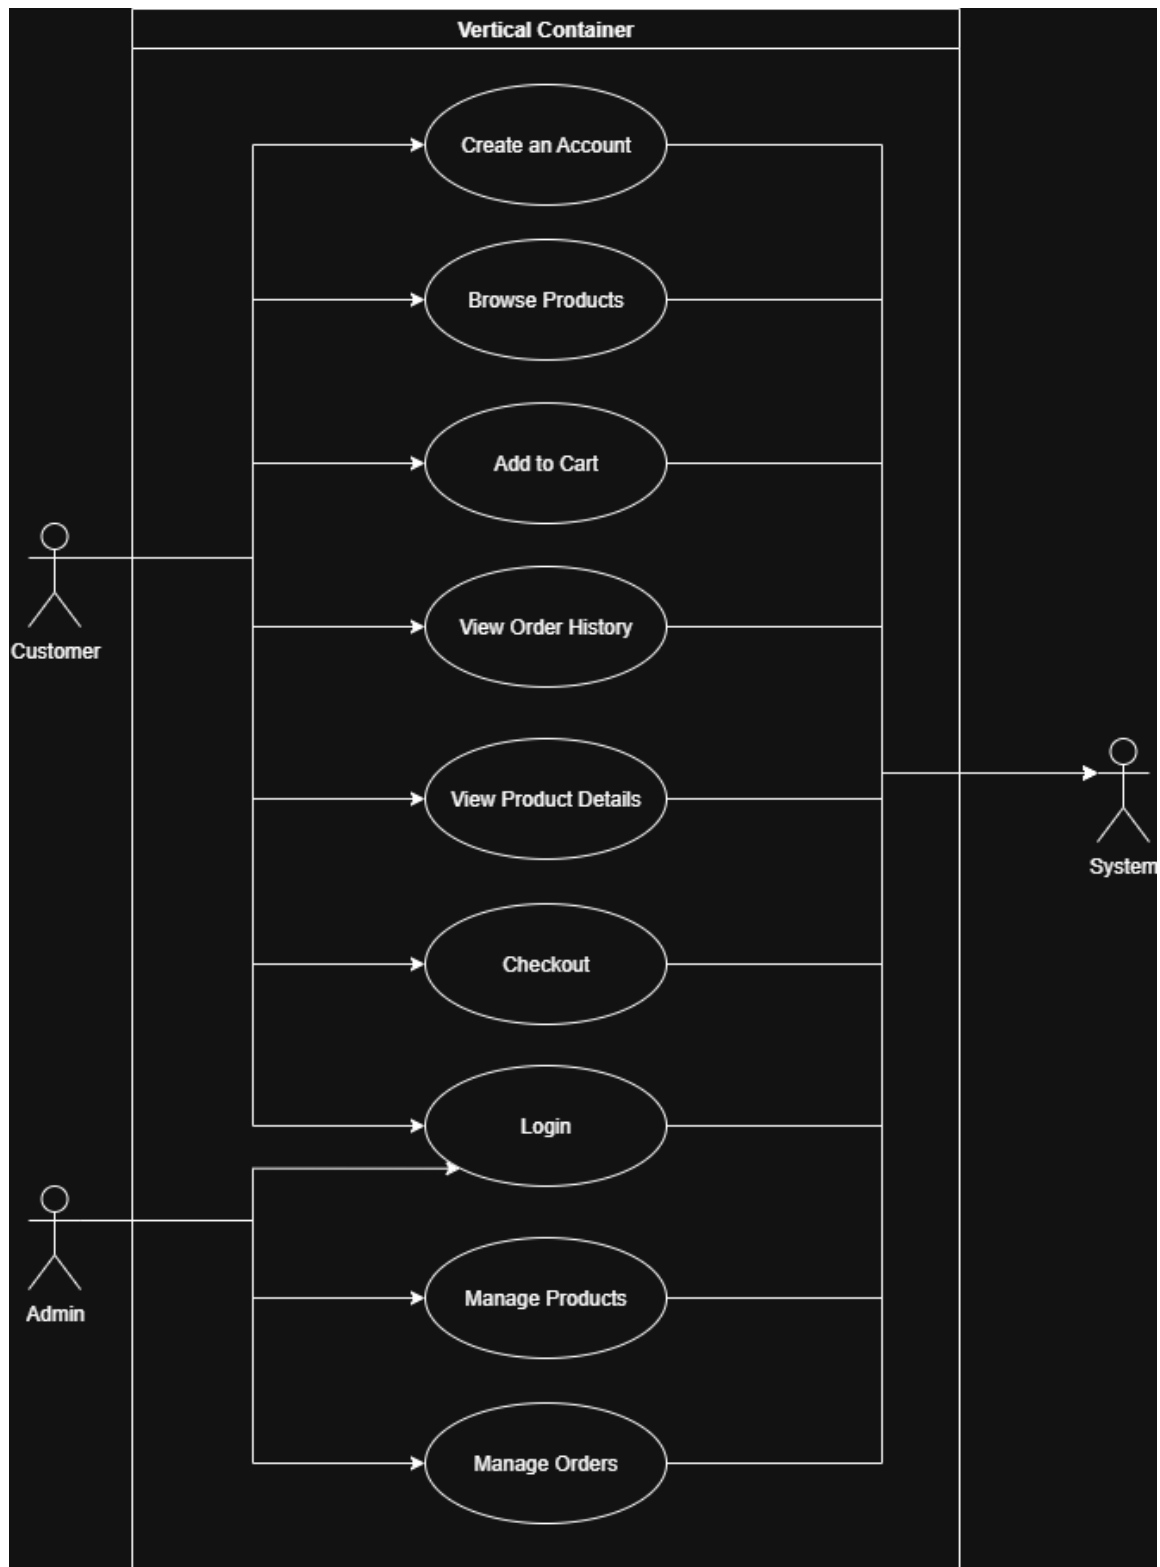 Vertical Container
Create an Account
Browse Products
Add to Cart
View Order History
Customer
View Product Details
System
Checkout
Login
Manage Products
Admin
Manage Orders